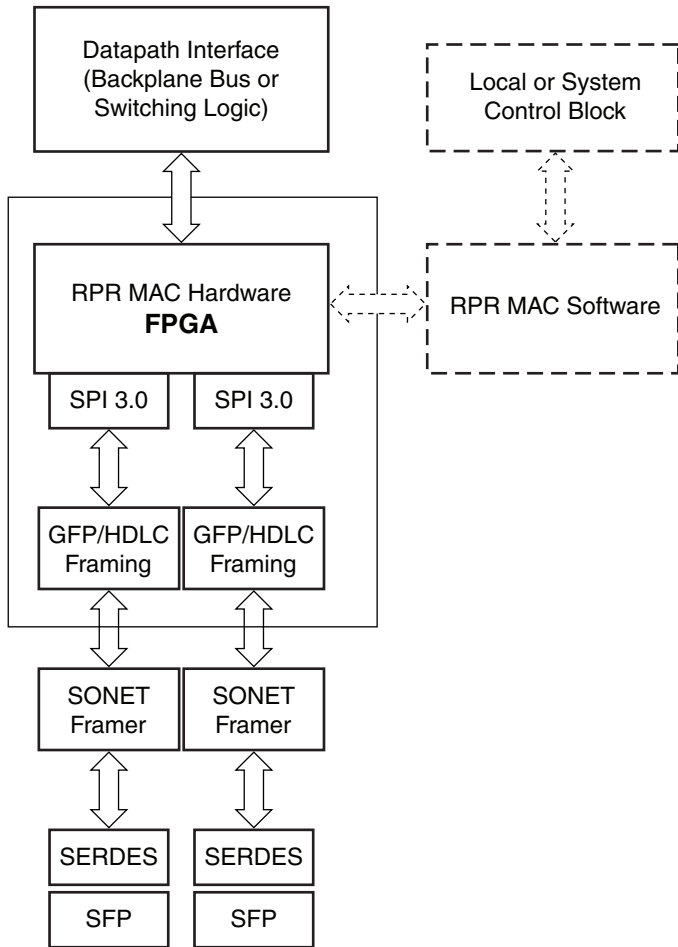 Datapath Interface
(Backplane Bus or
Switching Logic)
Local or System
Control Block
RPR MAC Hardware
FPGA
RPR MAC Software
SPI 3.0
SPI 3.0
GFP/HDLC
Framing
GFP/HDLC
Framing
SONET
Framer
SONET
Framer
SERDES
SERDES
SFP
SFP